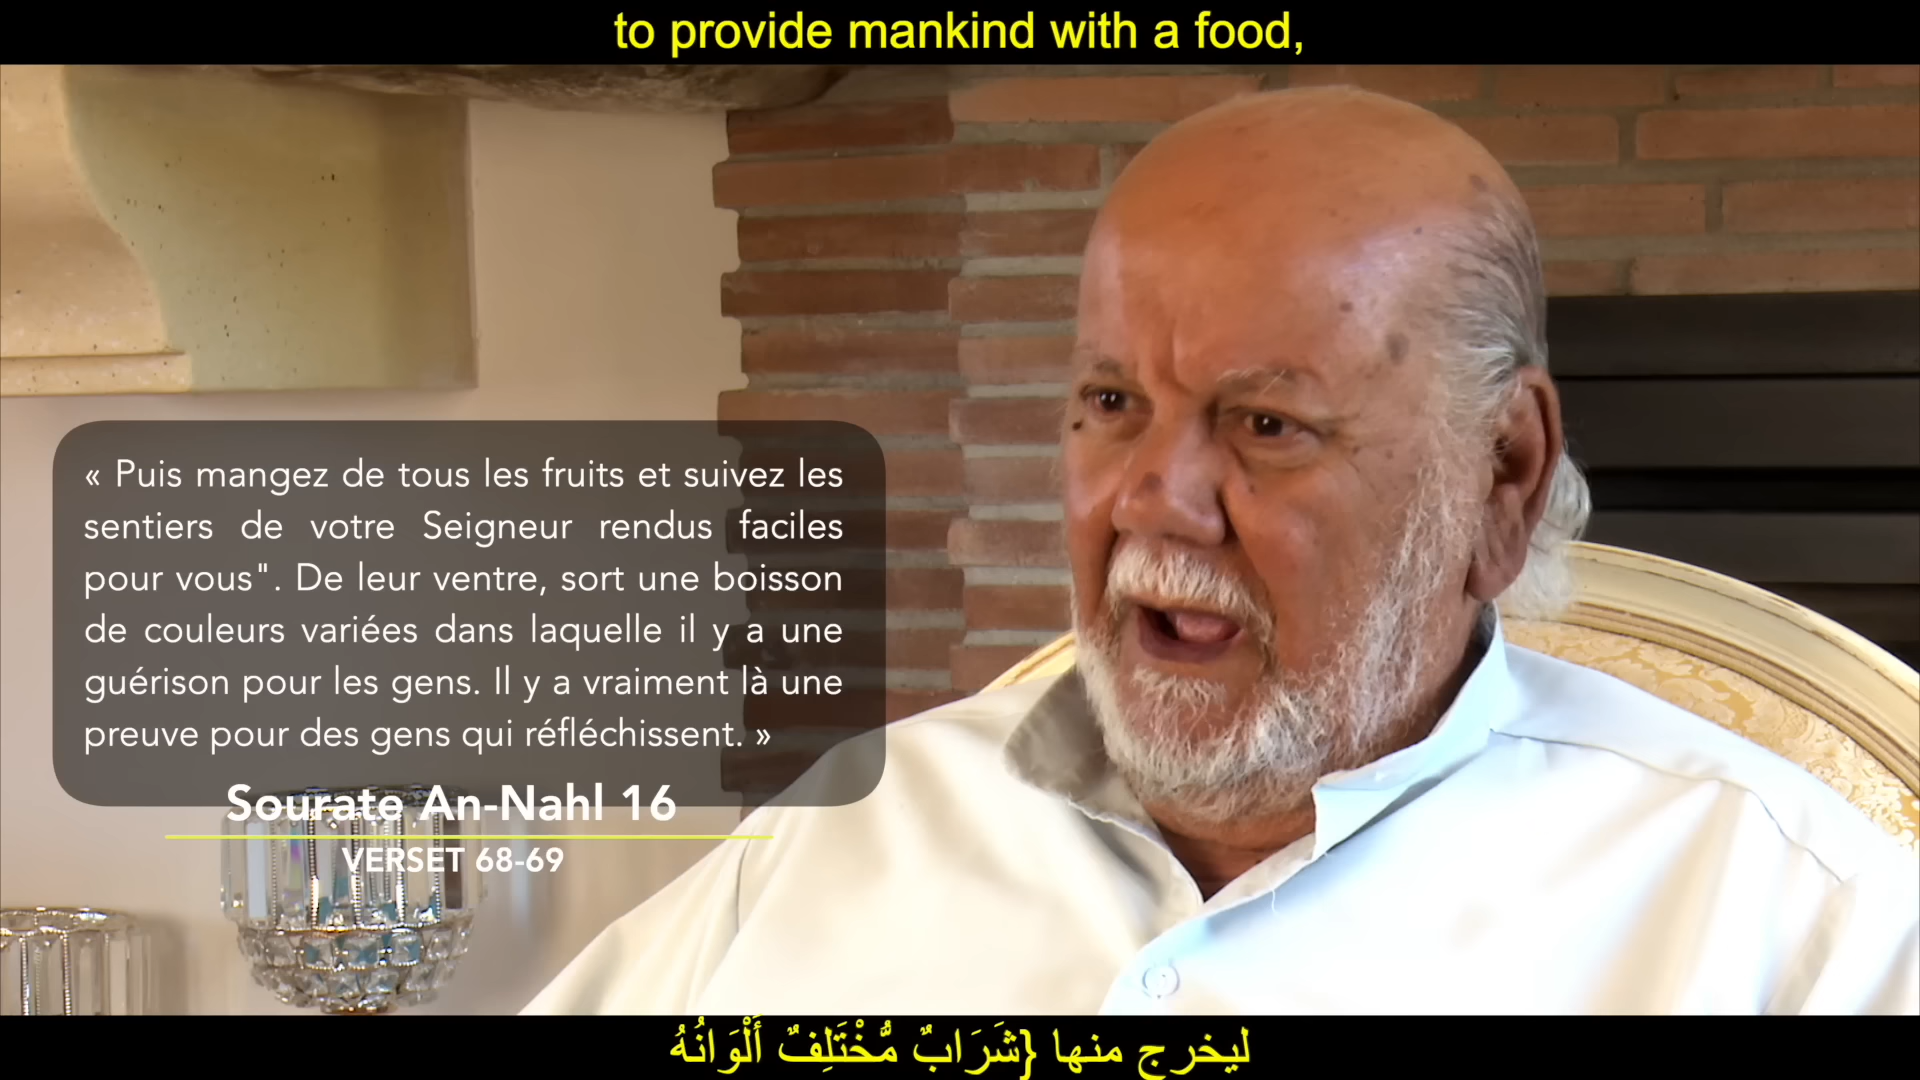 to provide mankind with a food,
« Puis mangez de tous les fruits et suivez les
sentiers de votre Seigneur rendus faciles
pour vous". De leur ventre, sort une boisson
de couleurs variées dans laquelle il y a une
guérison pour les gens. Il y a vraiment là une
preuve pour des gens qui réfléchissent. »
Sourate An-Nahl 16
VERSET 68-69
ليخرج منها {شَرَابٌ مُّخْتَلِفٌ أَلْوَانُهُ